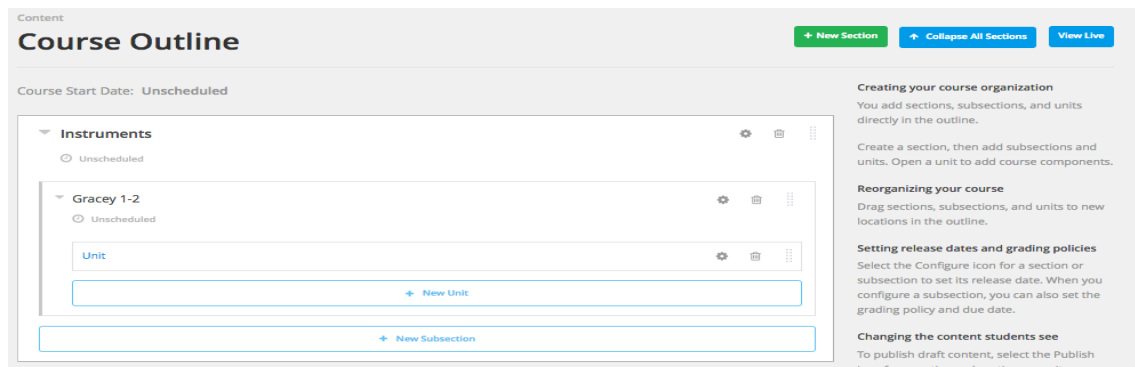 Content
Course Outline
+ New Section
↑ Collapse All Sections
View Live
Course Start Date: Unscheduled
Instruments
Unscheduled
Gracey 1-2
Unscheduled
Unit
+ New Unit
+ New Subsection
Creating your course organization
You add sections, subsections, and units
directly in the outline.
Create a section, then add subsections and
units. Open a unit to add course components.
Reorganizing your course
Drag sections, subsections, and units to new
locations in the outline.
Setting release dates and grading policies
Select the Configure icon for a section or
subsection to set its release date. When you
configure a subsection, you can also set the
grading policy and due date.
Changing the content students see
To publish draft content, select the Publish